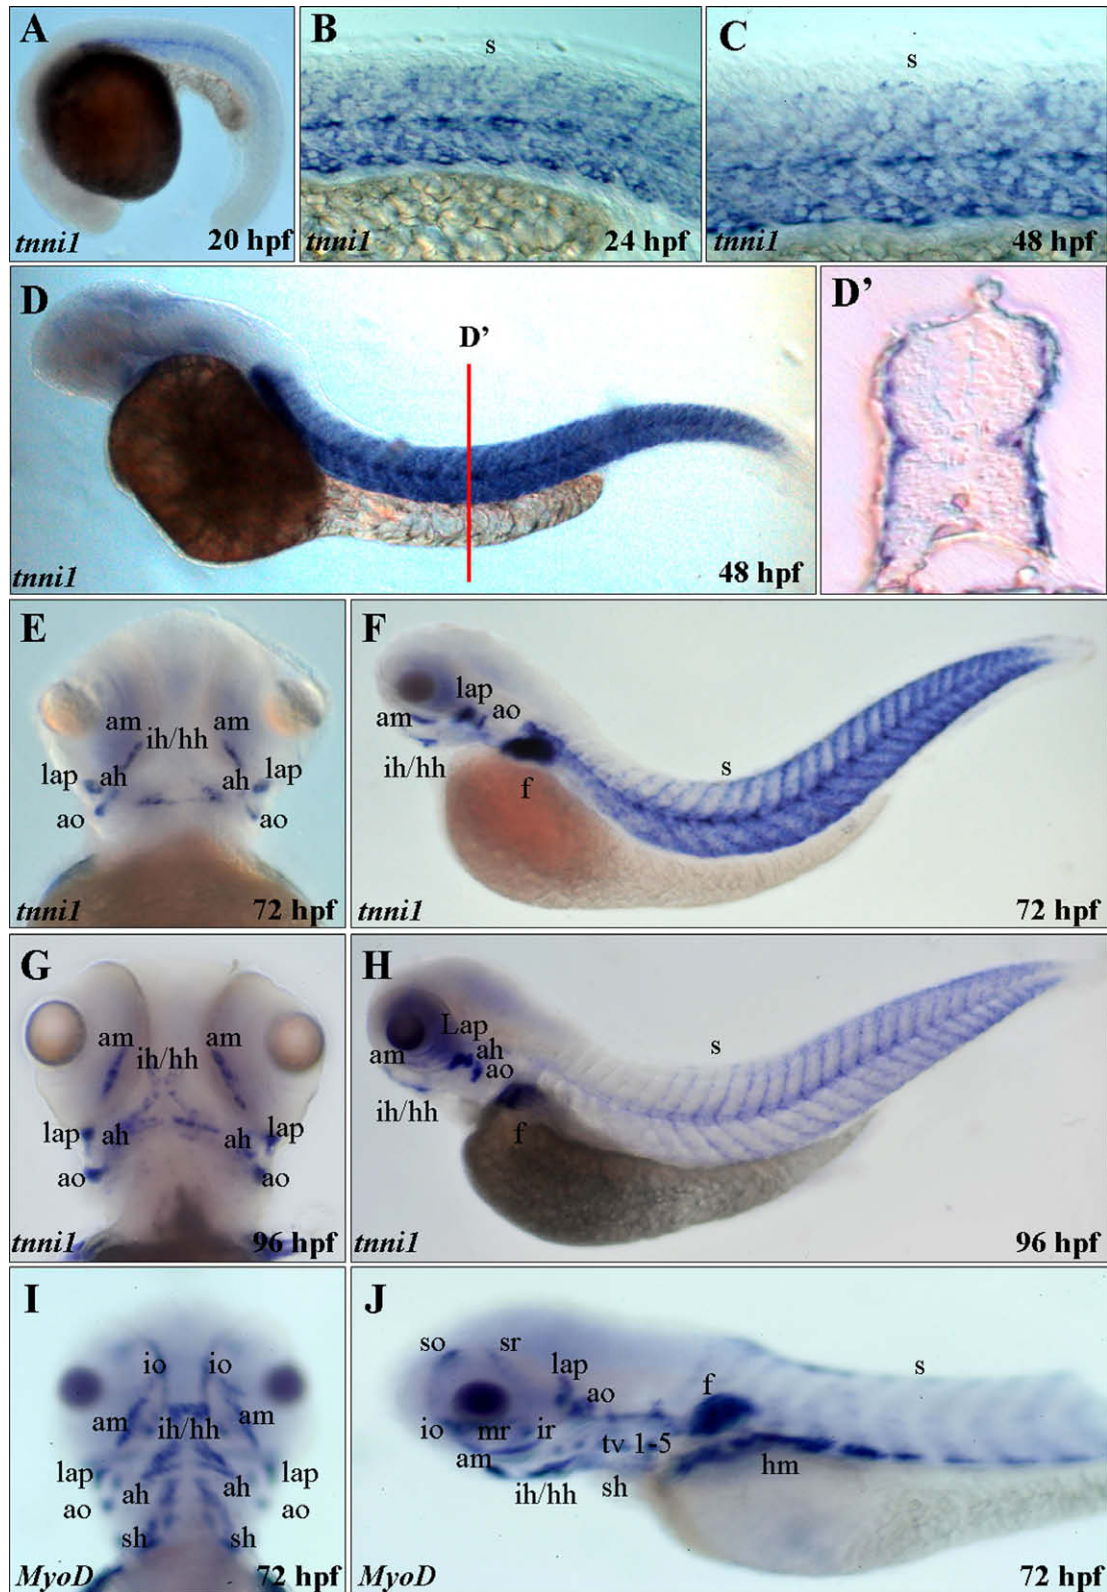 A
tnni1 20 hpf
B
s
tnni1 24 hpf
C
s
tnni1 48 hpf
D
D'
tnni1 48 hpf
D'
E
am am
ih/hh
lap ah ah lap
ao ao
tnni1 72 hpf
F
lap
am ao
ih/hh
f
s
tnni1 72 hpf
G
am am
ih/hh
lap ah ah lap
ao ao
tnni1 96 hpf
H
Lap
am ah
ao
ih/hh
f
s
tnni1 96 hpf
I
io io
am am
ih/hh
lap lap
ah ah
ao ao
sh sh
MyoD 72 hpf
J
so sr
lap
ao f s
io mr ir
am tv 1-5
ih/hh sh hm
MyoD 72 hpf